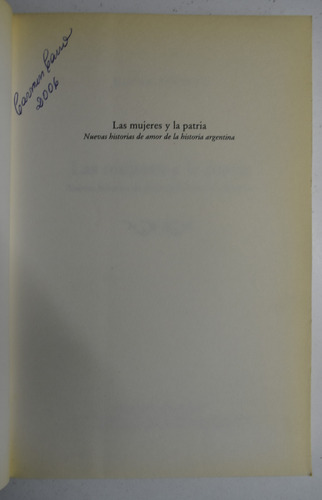 Carmen
2006
Las mujeres y la patria
Nuevas historias de amor de la historia argentina